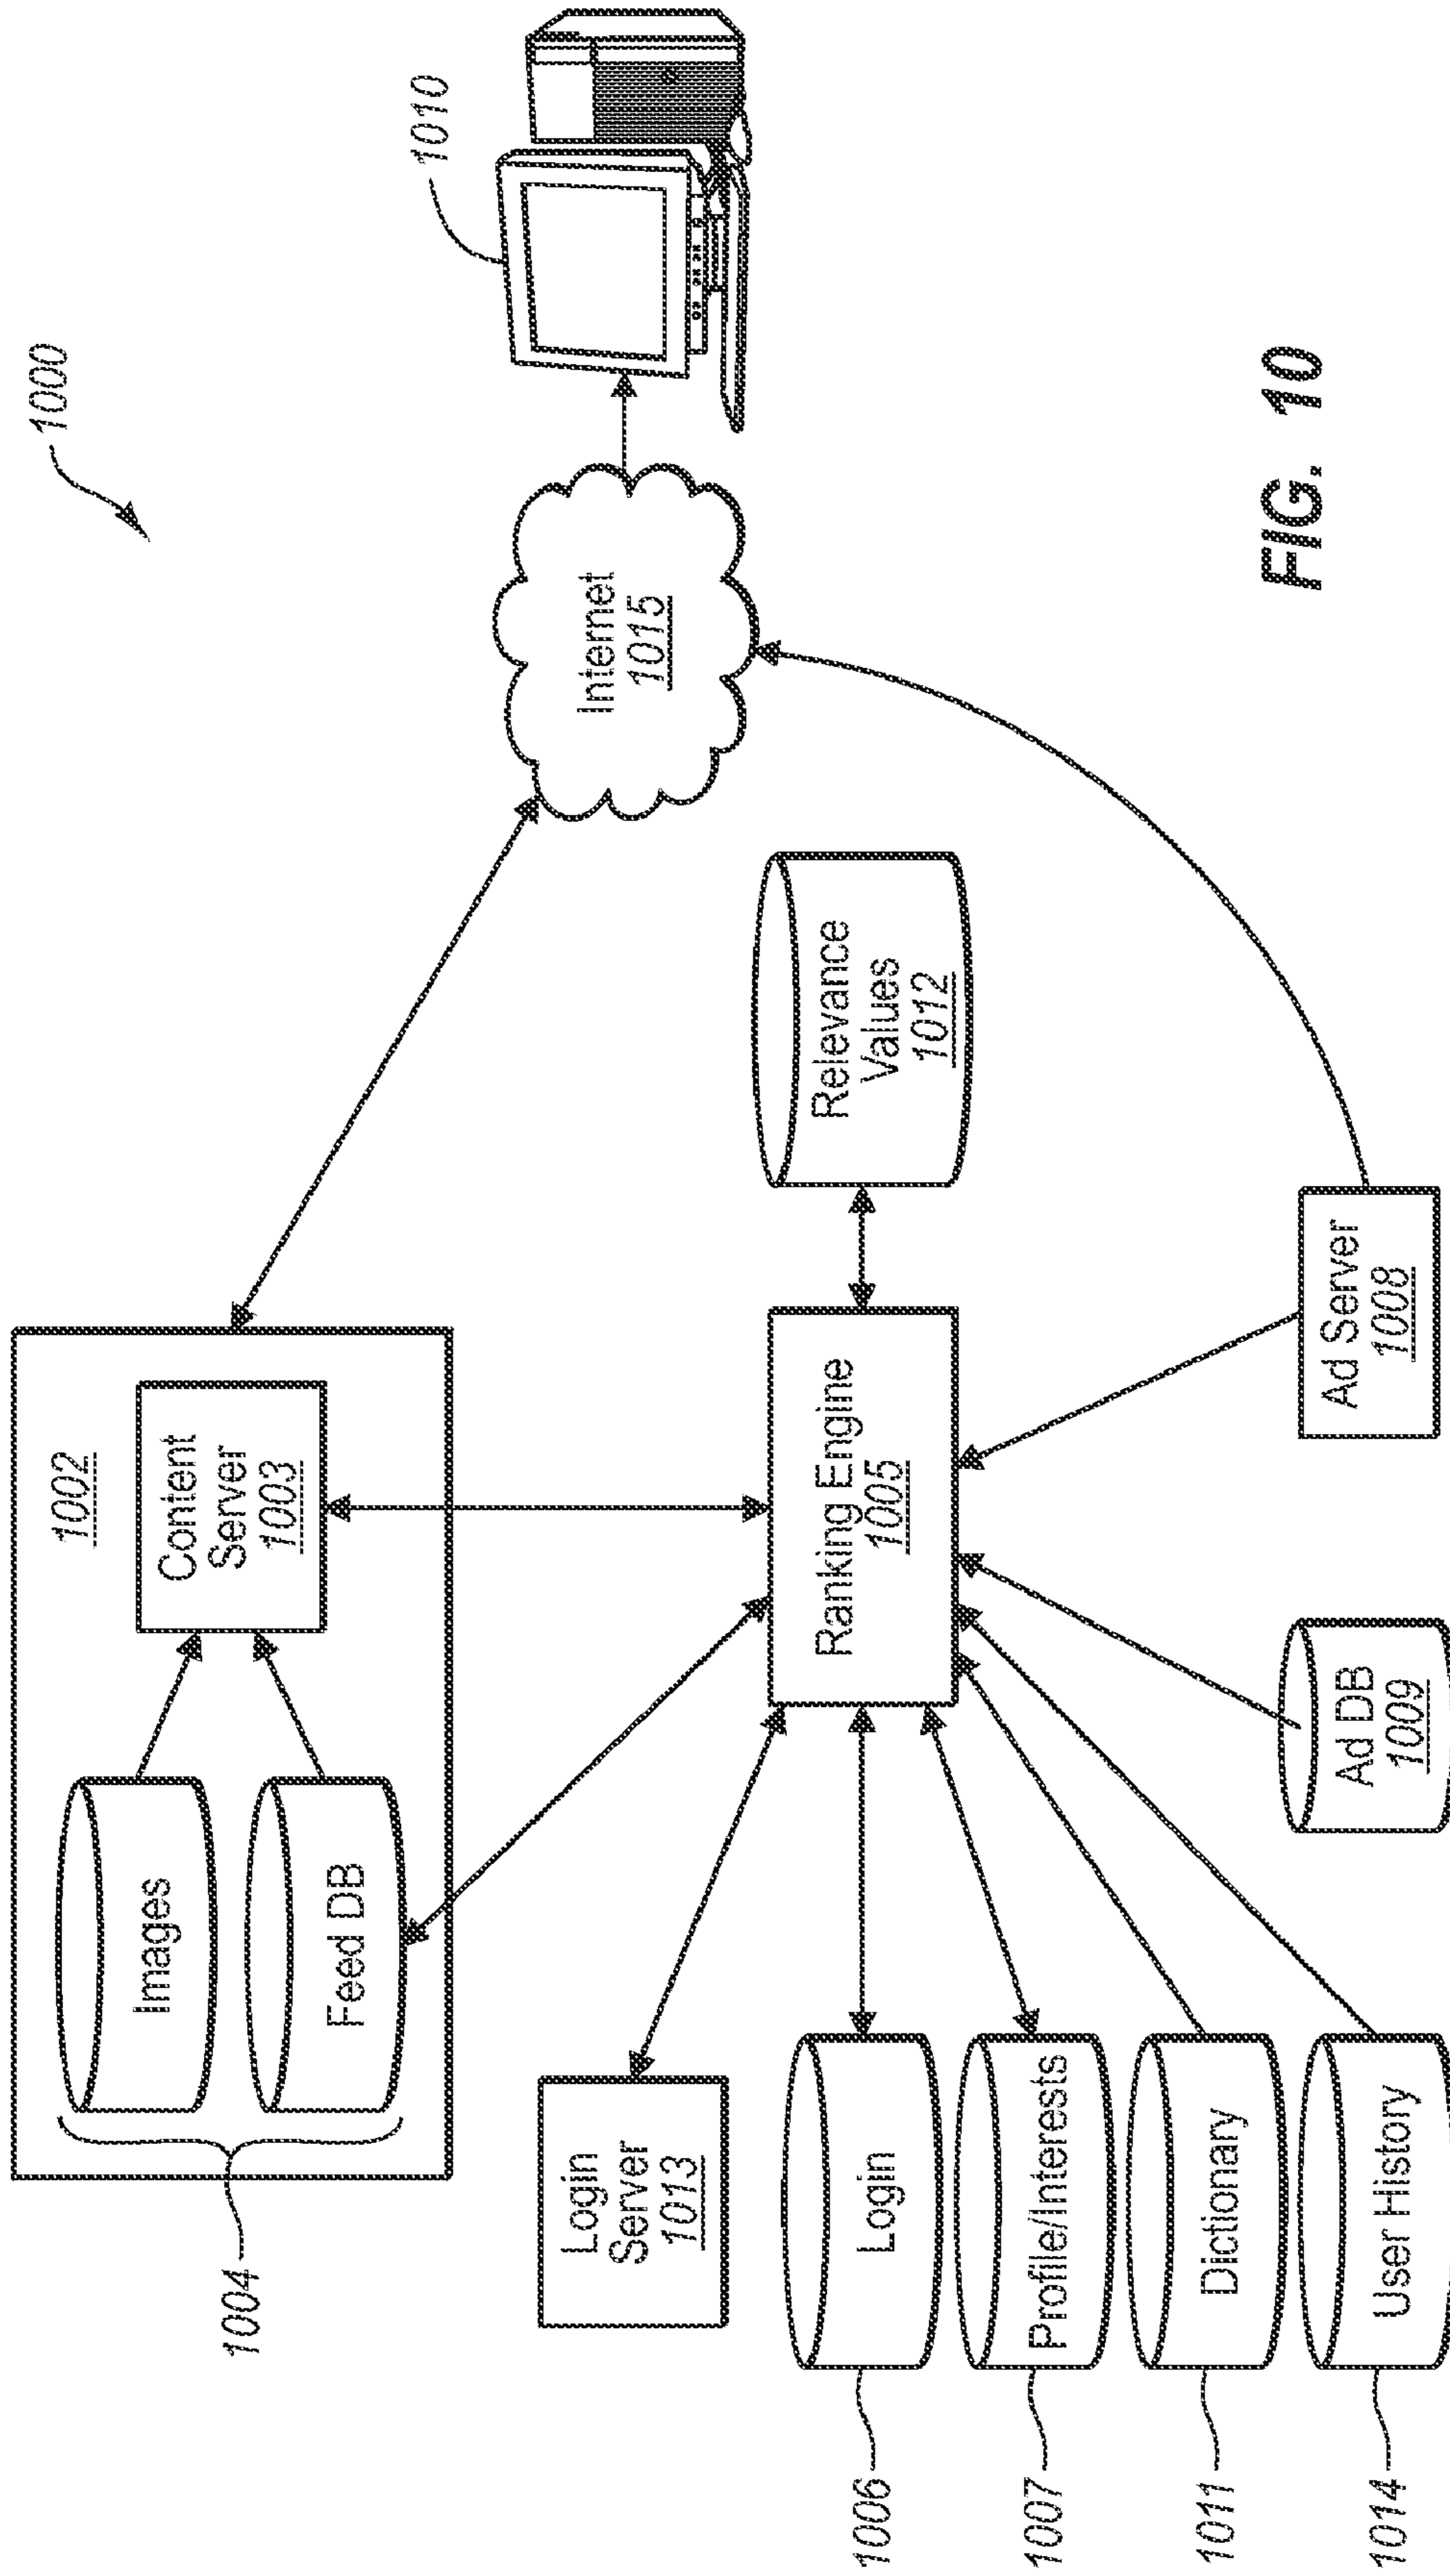 1000
1002
Images
Feed DB
1004
Content
Server
1003
Login
Server
1013
Internet
1015
1010
1006
Login
1007
Profile/Interests
1011
Dictionary
1014
User History
Ranking Engine
1005
Relevance
Values
1012
Ad DB
1009
Ad Server
1008
FIG. 10